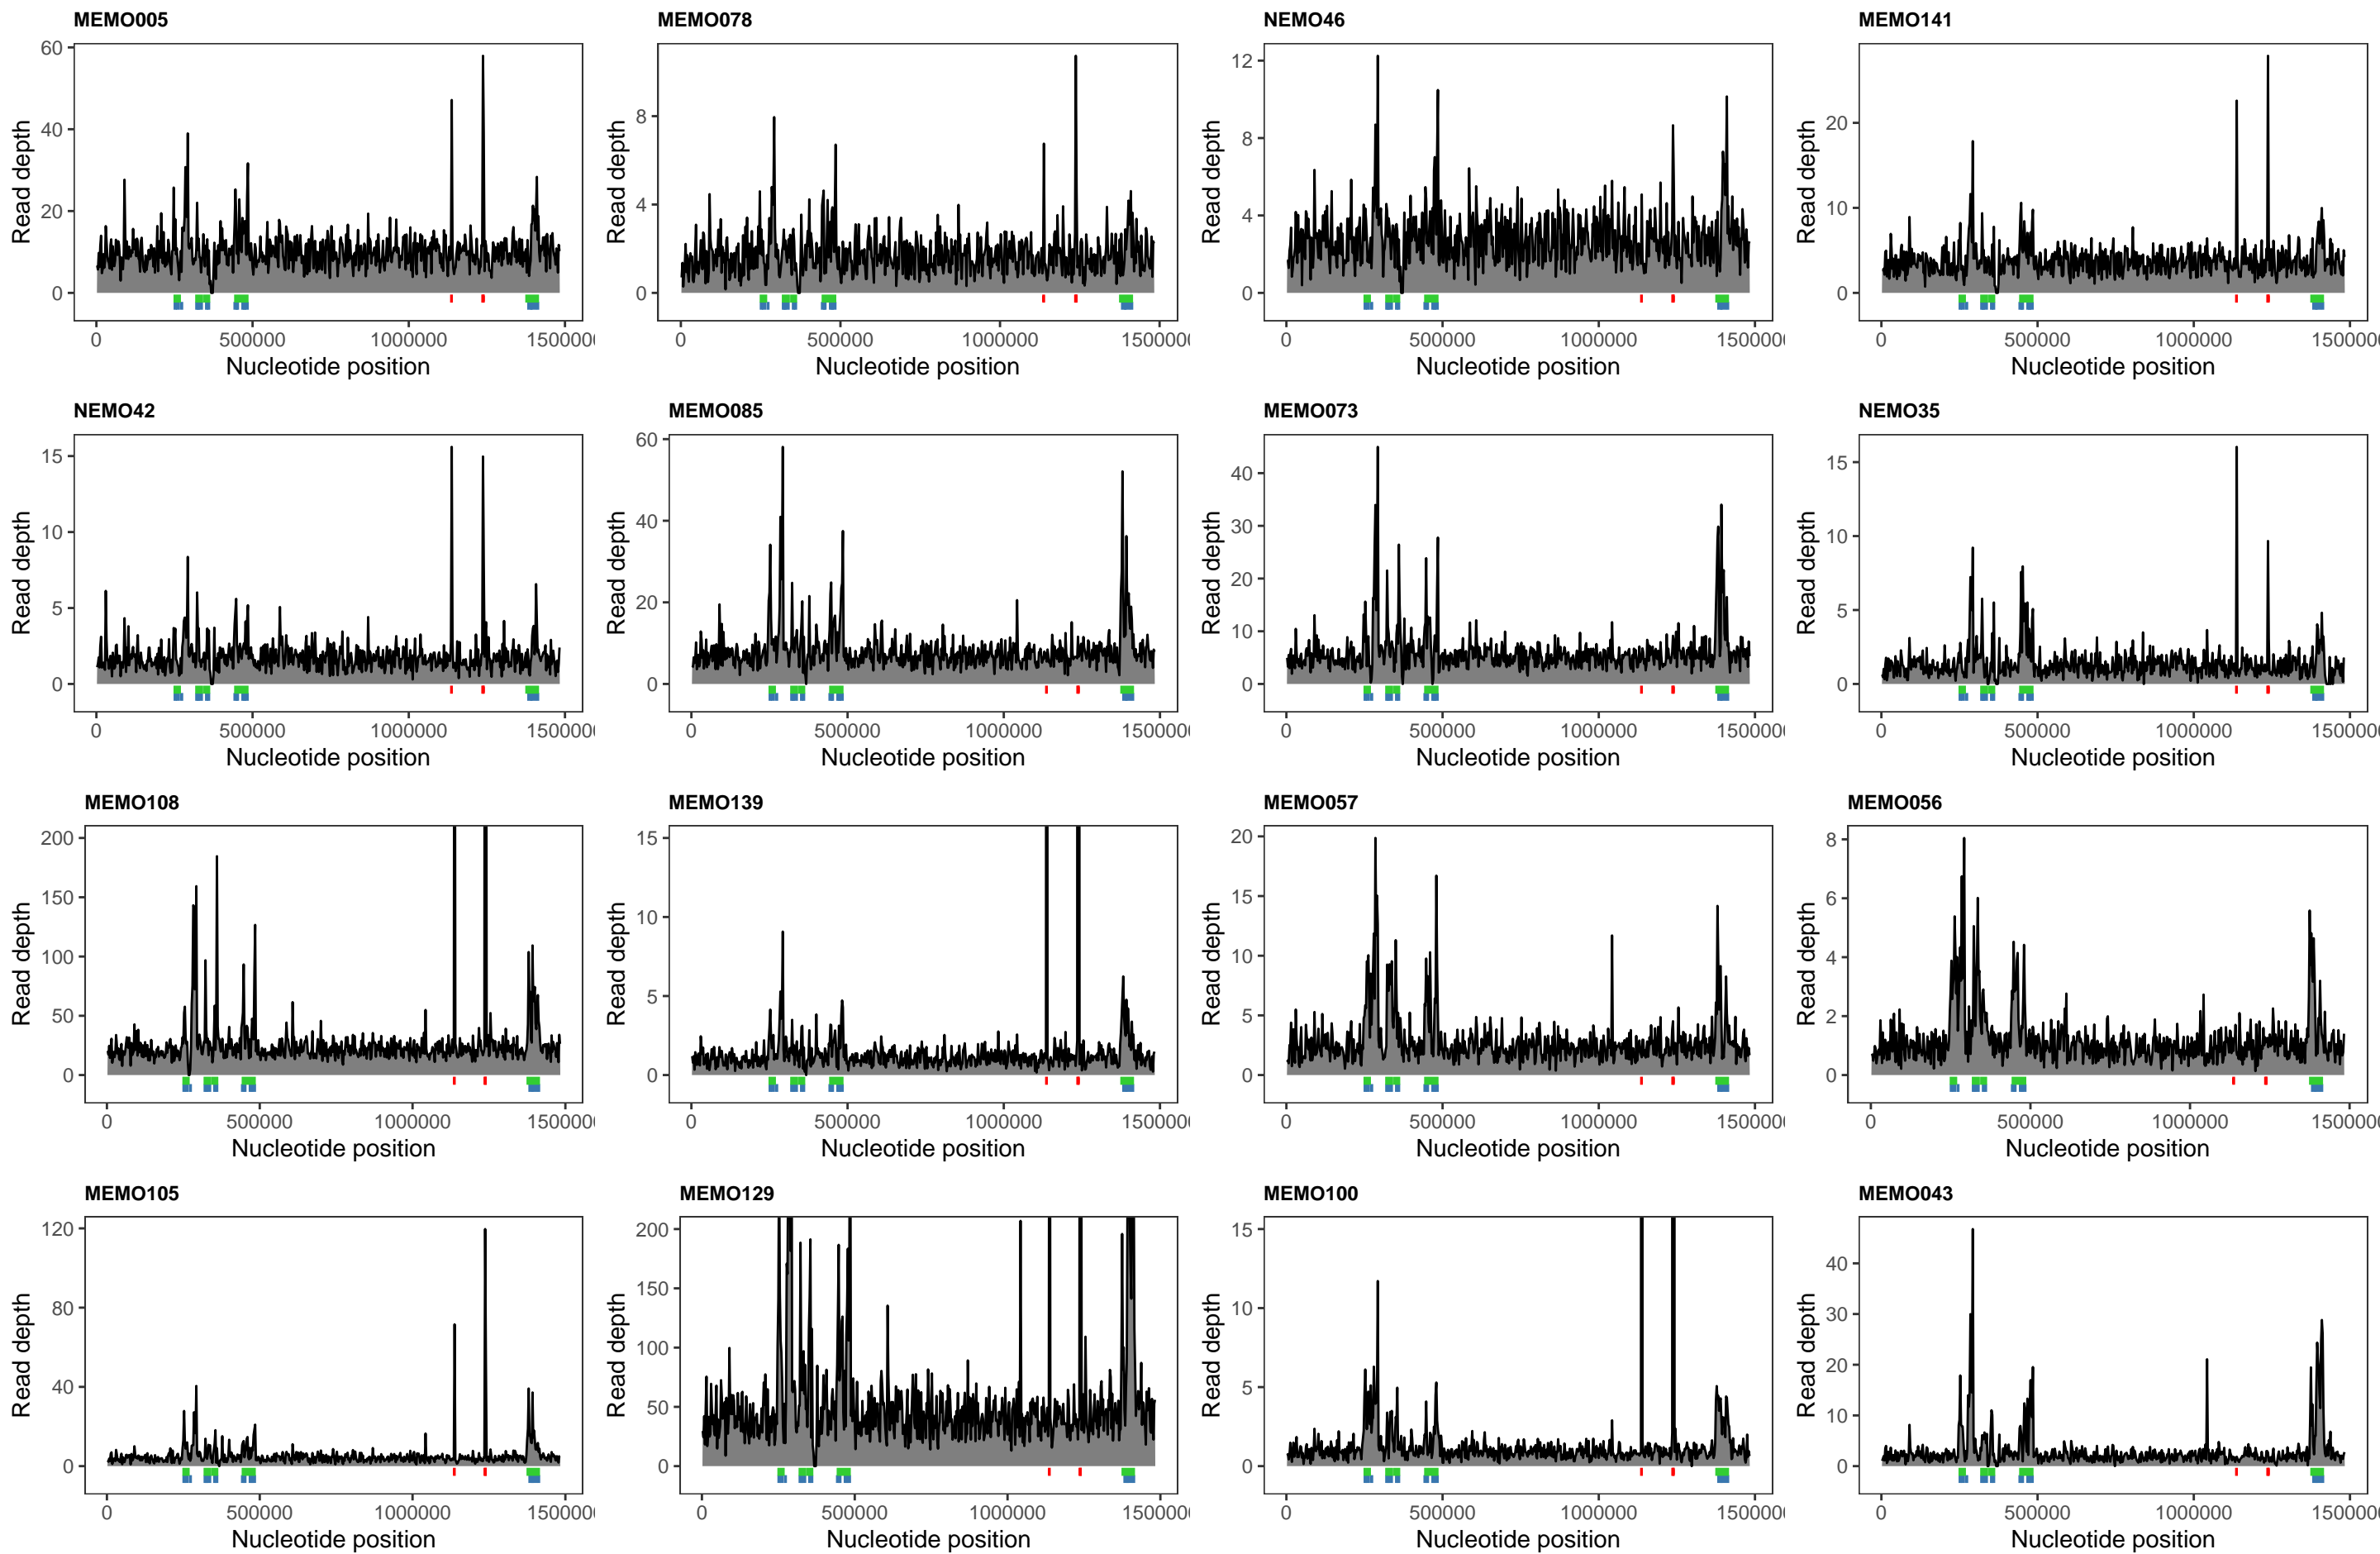 MEMO005
60
40
20
0
Read depth
0 500000 1000000 1500000
Nucleotide position
MEMO078
8
4
0
Read depth
0 500000 1000000 1500000
Nucleotide position
NEMO46
12
8
4
0
Read depth
0 500000 1000000 1500000
Nucleotide position
MEMO141
20
10
0
Read depth
0 500000 1000000 1500000
Nucleotide position
NEMO42
15
10
5
0
Read depth
0 500000 1000000 1500000
Nucleotide position
MEMO085
60
40
20
0
Read depth
0 500000 1000000 1500000
Nucleotide position
MEMO073
40
30
20
10
0
Read depth
0 500000 1000000 1500000
Nucleotide position
NEMO35
15
10
5
0
Read depth
0 500000 1000000 1500000
Nucleotide position
MEMO108
200
150
100
50
0
Read depth
0 500000 1000000 1500000
Nucleotide position
MEMO139
15
10
5
0
Read depth
0 500000 1000000 1500000
Nucleotide position
MEMO057
20
15
10
5
0
Read depth
0 500000 1000000 1500000
Nucleotide position
MEMO056
8
6
4
2
0
Read depth
0 500000 1000000 1500000
Nucleotide position
MEMO105
120
80
40
0
Read depth
0 500000 1000000 1500000
Nucleotide position
MEMO129
200
150
100
50
0
Read depth
0 500000 1000000 1500000
Nucleotide position
MEMO100
15
10
5
0
Read depth
0 500000 1000000 1500000
Nucleotide position
MEMO043
40
30
20
10
0
Read depth
0 500000 1000000 1500000
Nucleotide position